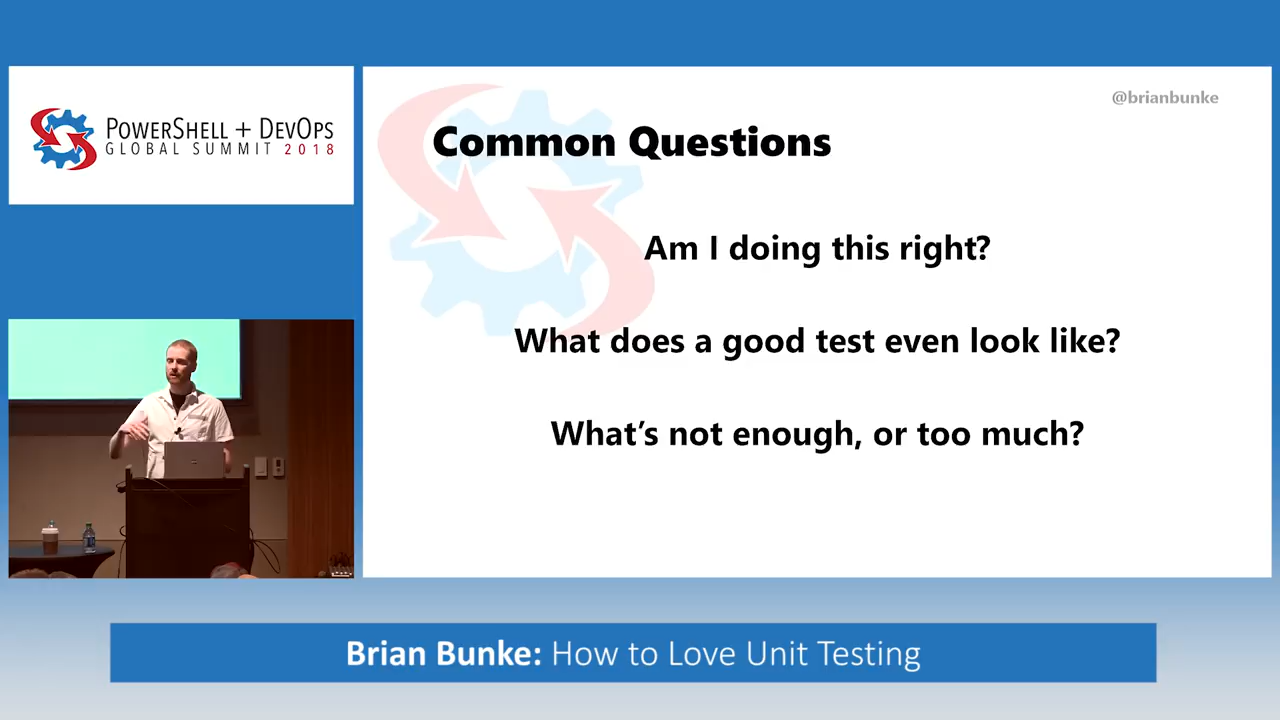 POWERSHELL + DEVOPS
GLOBAL SUMMIT 2018
@brianbunke
Common Questions
Am I doing this right?
What does a good test even look like?
What's not enough, or too much?
Brian Bunke: How to Love Unit Testing